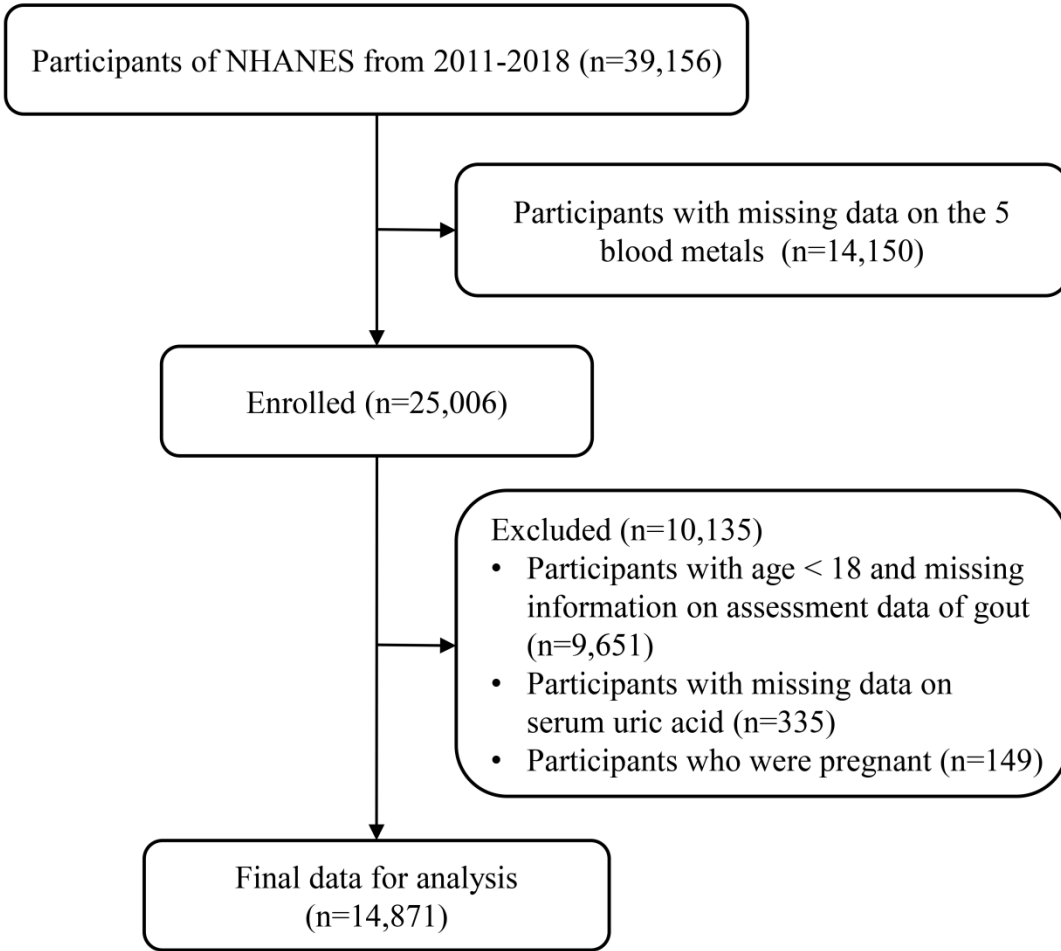 Participants of NHANES from 2011-2018 (n=39,156)
Participants with missing data on the 5
blood metals (n=14,150)
Enrolled (n=25,006)
Excluded (n=10,135)
• Participants with age < 18 and missing
information on assessment data of gout
(n=9,651)
• Participants with missing data on
serum uric acid (n=335)
• Participants who were pregnant (n=149)
Final data for analysis
(n=14,871)